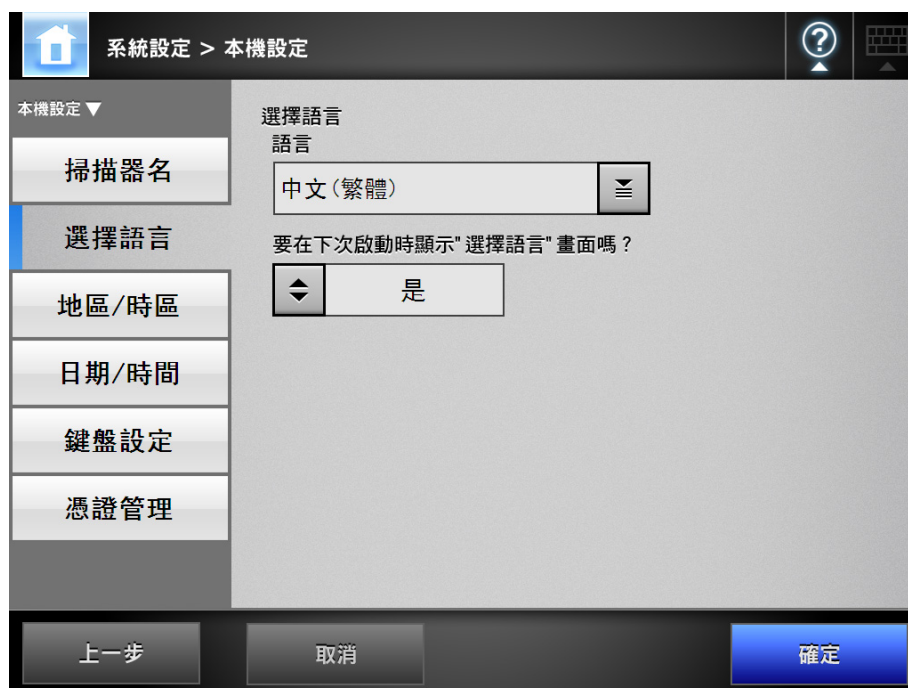 系統設定 > 本機設定
?
本機設定▼
掃描器名
選擇語言
地區/時區
日期/時間
鍵盤設定
憑證管理
選擇語言
語言
中文(繁體)
要在下次啟動時顯示"選擇語言"畫面嗎？
是
上一步
取消
確定